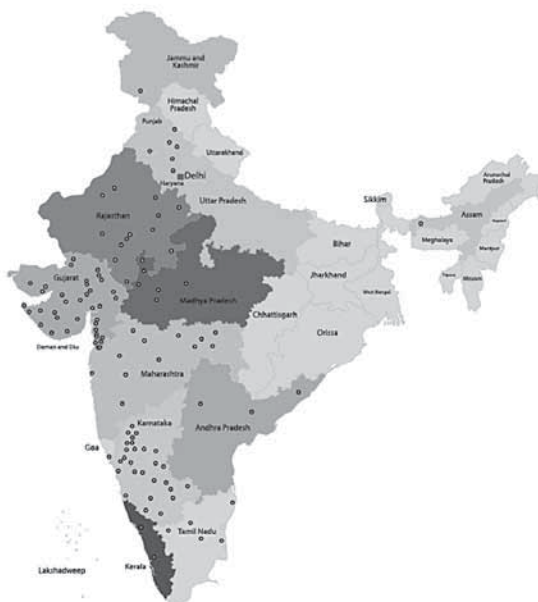 Jammu and
Kashmir
Himachal
Pradesh
Punjab
Uttarakhand
Haryana
Delhi
Arunachal
Pradesh
Rajasthan
Uttar Pradesh
Sikkim
Assam
Bihar
Meghalaya
Manipur
Gujarat
Jharkhand
Tripura
Mizoram
Madhya Pradesh
West Bengal
Chhattisgarh
Daman and Diu
Orissa
Maharashtra
Andhra Pradesh
Karnataka
Goa
Tamil Nadu
Lakshadweep
Kerala